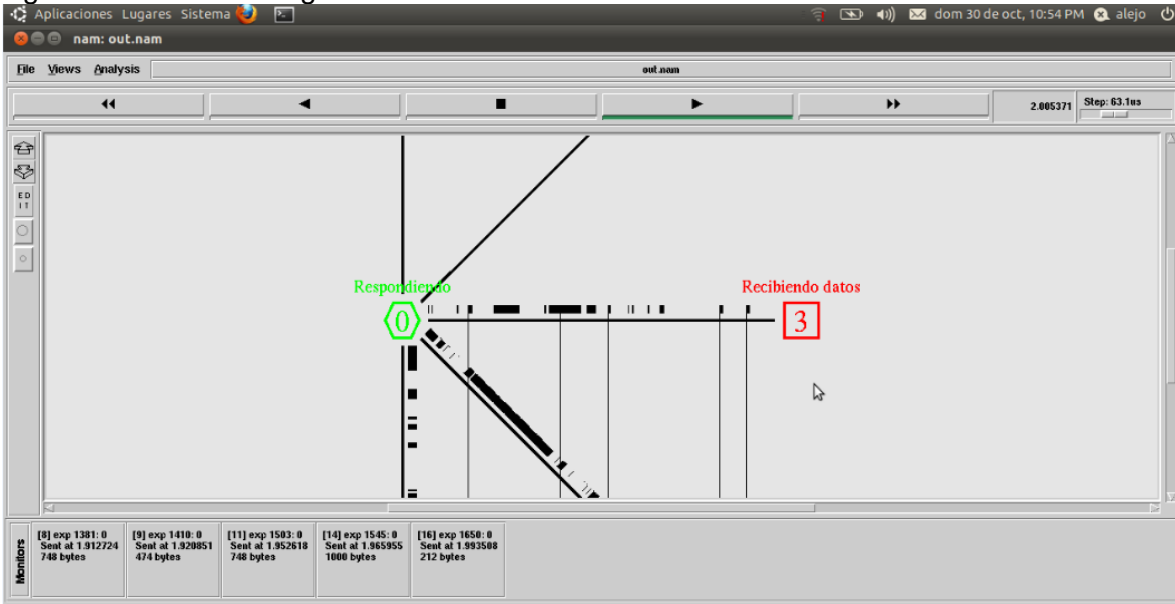 Aplicaciones Lugares Sistema
dom 30 de oct, 10:54 PM alejo
nam: out.nam
File Views Analysis
out.nam
2.005371
Step: 63.1us
ED
IT
Respondiendo
Recibiendo datos
0
3
Monitors
[8] exp 1381: 0
Sent at 1.912724
748 bytes
[9] exp 1410: 0
Sent at 1.920851
474 bytes
[11] exp 1503: 0
Sent at 1.952618
748 bytes
[14] exp 1545: 0
Sent at 1.965955
1000 bytes
[16] exp 1650: 0
Sent at 1.993508
212 bytes